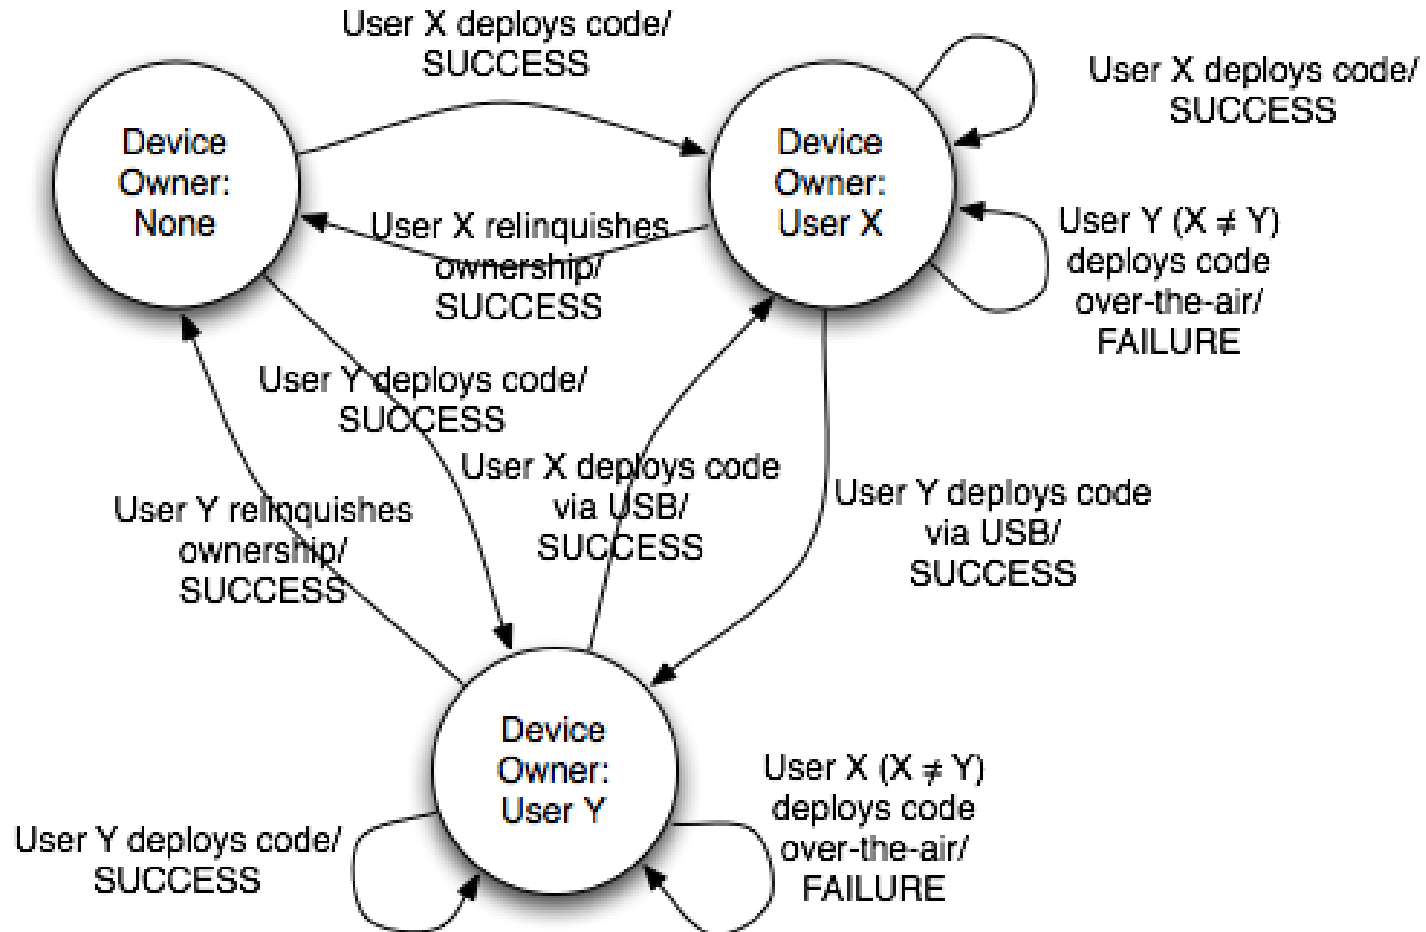 User X deploys code/
SUCCESS
Device
Owner:
None
Device
Owner:
User X
User X deploys code/
SUCCESS
User X relinquishes
ownership/
SUCCESS
User Y (X ≠ Y)
deploys code
over-the-air/
FAILURE
User Y deploys code/
SUCCESS
User X deploys code
via USB/
SUCCESS
User Y deploys code
via USB/
SUCCESS
User Y relinquishes
ownership/
SUCCESS
Device
Owner:
User Y
User X (X ≠ Y)
deploys code
over-the-air/
FAILURE
User Y deploys code/
SUCCESS